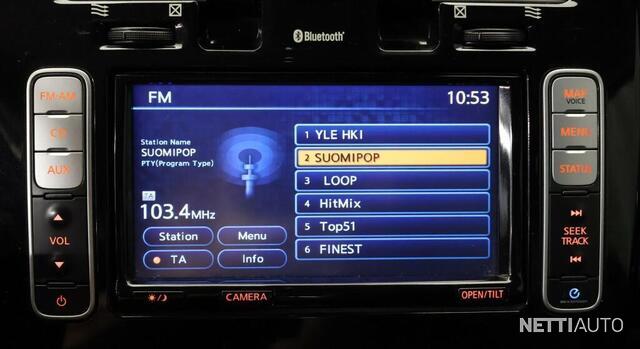 Bluetooth®
FM·AM
CD
AUX
VOL
FM
10:53
Station Name
SUOMIPOP
PTY(Program Type)
TA
103.4MHz
Station
Menu
TA
Info
1 YLE HKI
2 SUOMIPOP
3 LOOP
4 HitMix
5 Top51
6 FINEST
MAP
VOICE
MENU
STATUS
SEEK
TRACK
CAMERA
OPEN/TILT
NETTIAUTO